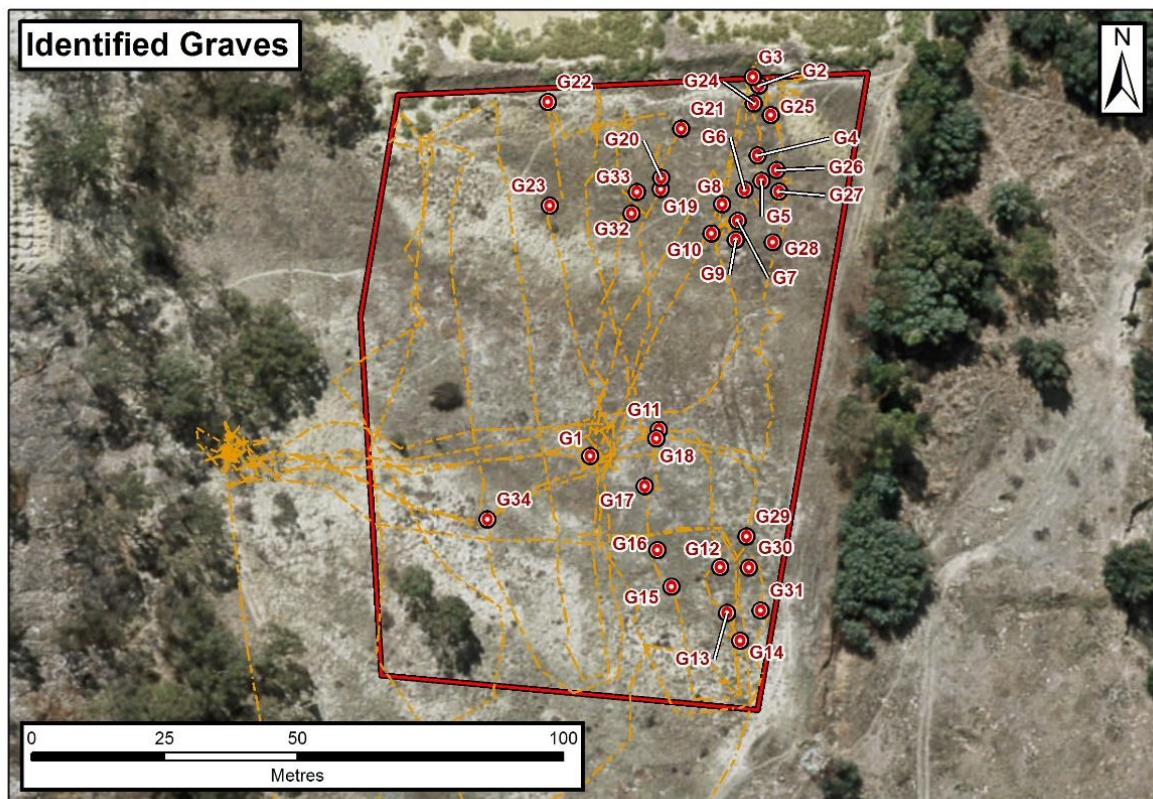 Identified Graves
N
G3
G22
G24
G2
G21
G25
G20
G6
G4
G33
G8
G26
G23
G27
G32
G19
G5
G10
G28
G9
G7
G11
G1
G18
G17
G34
G29
G16
G12
G30
G15
G31
G13
G14
0 25 50 100
Metres